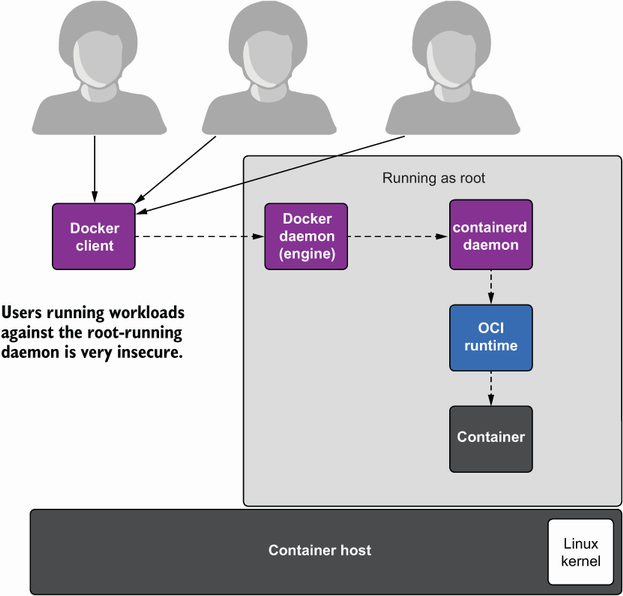 Running as root
Docker
client
Docker
daemon
(engine)
containerd
daemon
Users running workloads
against the root-running
daemon is very insecure.
OCI
runtime
Container
Container host
Linux
kernel